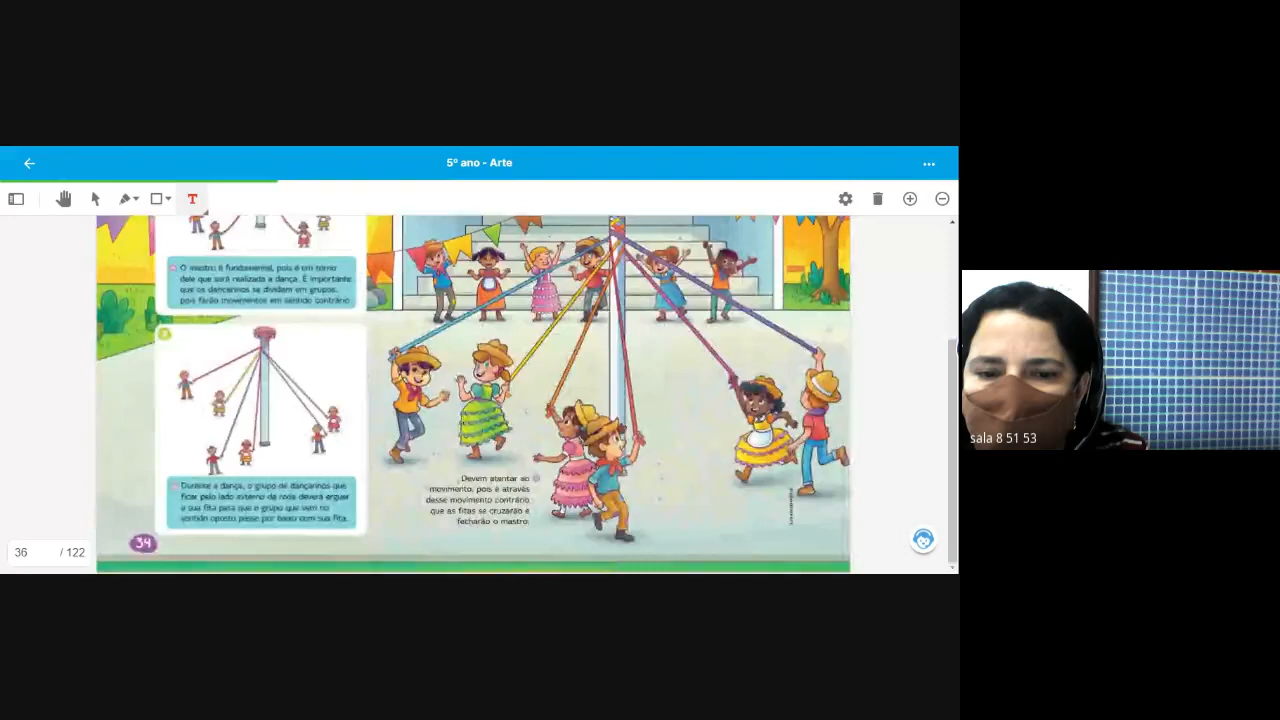 5º ano - Arte
T
O mastro é fundamental, pois é em torno
dele que será realizada a dança. É importante
que os dançarinos se dividam em grupos,
pois farão movimentos em sentido contrário
Durante a dança, o grupo de dançarinos que
ficar pelo lado externo da roda deverá erguer
a sua fita para que o grupo que vem no
sentido oposto passe por baixo com sua fita.
Devem atentar ao
movimento, pois é através
desse movimento contrário
que as fitas se cruzarão e
fecharão o mastro.
34
36 / 122
sala 8 51 53